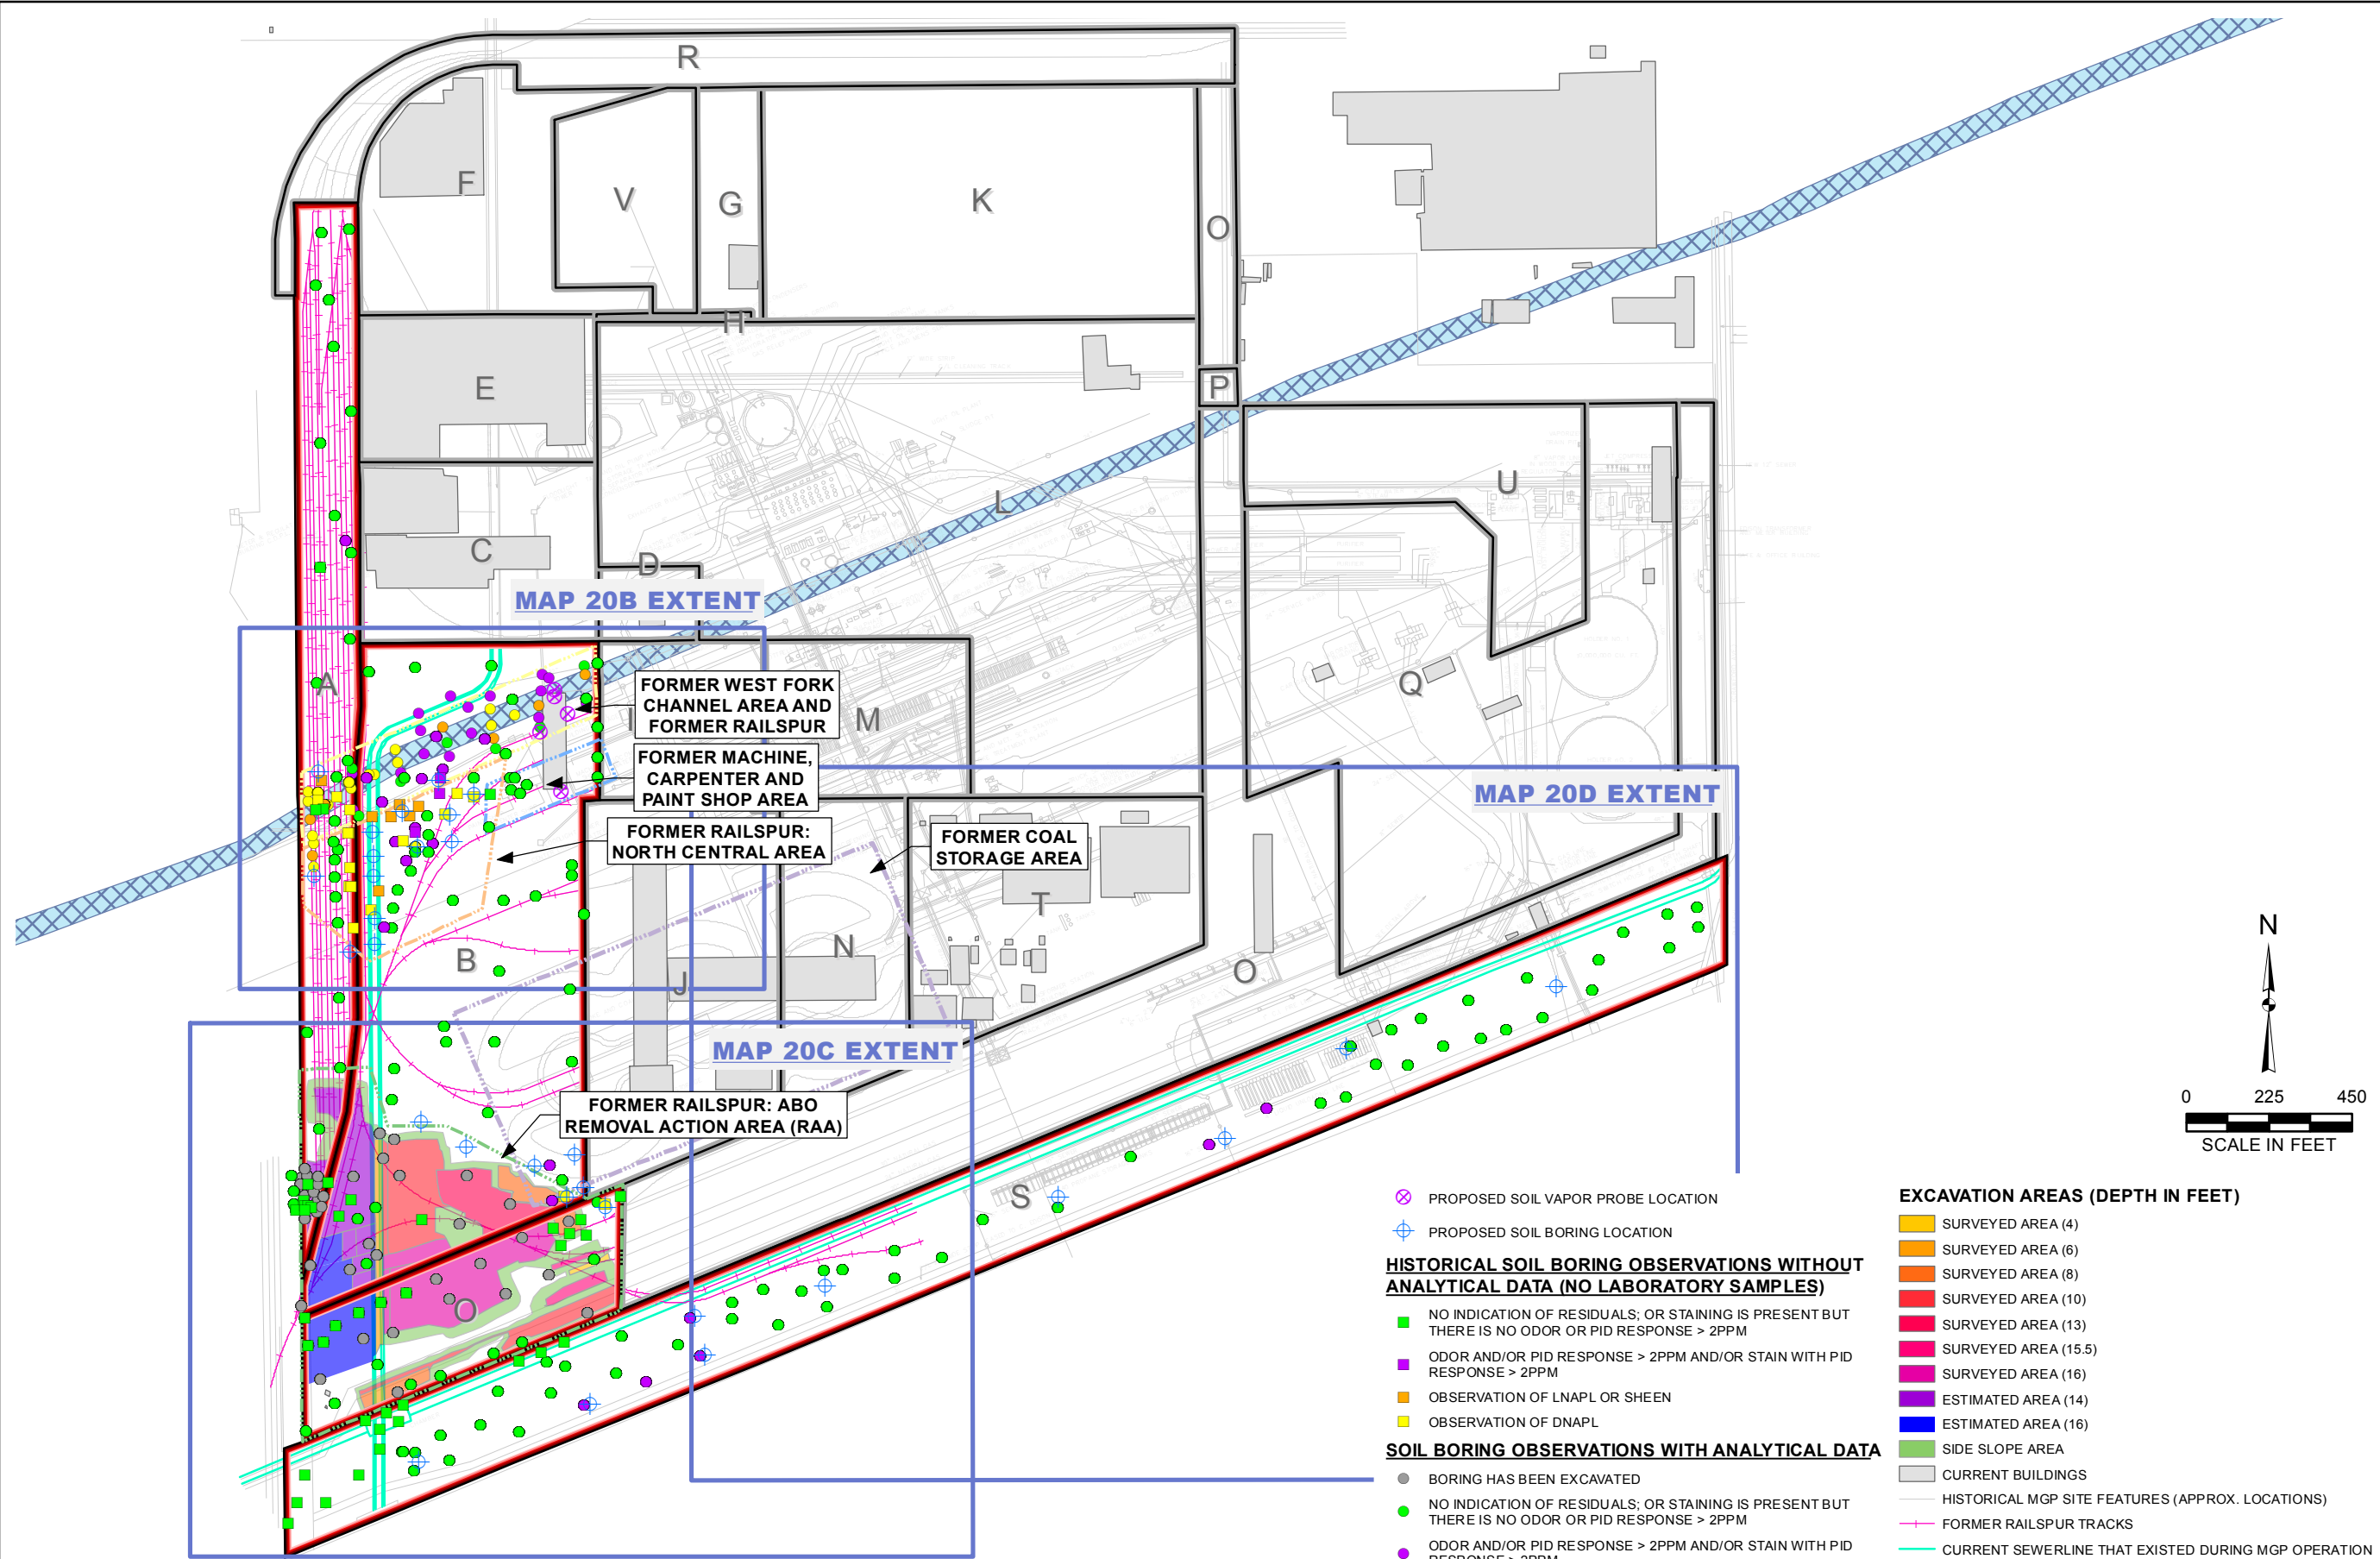 R
F
V
G
K
O
H
E
P
L
U
C
D
MAP 20B EXTENT
A
FORMER WEST FORK
CHANNEL AREA AND
FORMER RAILSPUR
M
Q
FORMER MACHINE,
CARPENTER AND
PAINT SHOP AREA
MAP 20D EXTENT
FORMER RAILSPUR:
NORTH CENTRAL AREA
FORMER COAL
STORAGE AREA
T
B
J
N
O
N
MAP 20C EXTENT
0 225 450
SCALE IN FEET
FORMER RAILSPUR: ABO
REMOVAL ACTION AREA (RAA)
S
O
PROPOSED SOIL VAPOR PROBE LOCATION
PROPOSED SOIL BORING LOCATION
HISTORICAL SOIL BORING OBSERVATIONS WITHOUT
ANALYTICAL DATA (NO LABORATORY SAMPLES)
NO INDICATION OF RESIDUALS; OR STAINING IS PRESENT BUT
THERE IS NO ODOR OR PID RESPONSE > 2PPM
ODOR AND/OR PID RESPONSE > 2PPM AND/OR STAIN WITH PID
RESPONSE > 2PPM
OBSERVATION OF LNAPL OR SHEEN
OBSERVATION OF DNAPL
SOIL BORING OBSERVATIONS WITH ANALYTICAL DATA
BORING HAS BEEN EXCAVATED
NO INDICATION OF RESIDUALS; OR STAINING IS PRESENT BUT
THERE IS NO ODOR OR PID RESPONSE > 2PPM
ODOR AND/OR PID RESPONSE > 2PPM AND/OR STAIN WITH PID
RESPONSE > 2PPM
EXCAVATION AREAS (DEPTH IN FEET)
SURVEYED AREA (4)
SURVEYED AREA (6)
SURVEYED AREA (8)
SURVEYED AREA (10)
SURVEYED AREA (13)
SURVEYED AREA (15.5)
SURVEYED AREA (16)
ESTIMATED AREA (14)
ESTIMATED AREA (16)
SIDE SLOPE AREA
CURRENT BUILDINGS
HISTORICAL MGP SITE FEATURES (APPROX. LOCATIONS)
FORMER RAILSPUR TRACKS
CURRENT SEWERLINE THAT EXISTED DURING MGP OPERATION